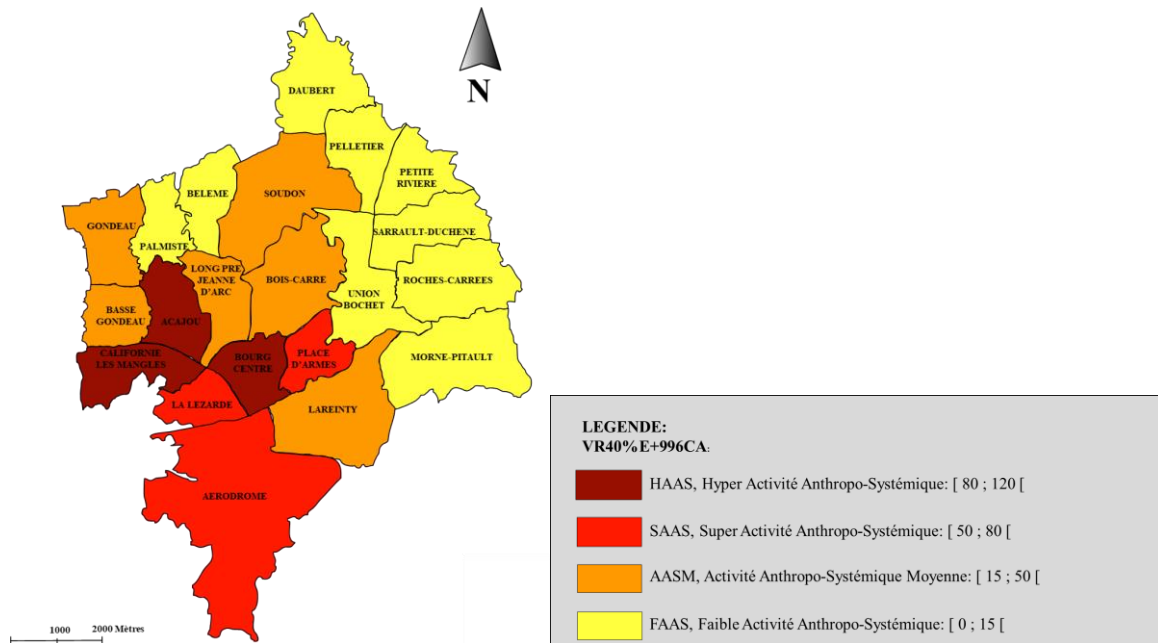 N
DAUBERT
PELLETIER
PETITE
RIVIERE
BELEME
SOUDON
GONDEAU
SARRAULT-DUCHENE
PALMISTE
LONG PRE
JEANNE
D'ARC
BOIS-CARRE
ROCHES-CARREES
UNION
BOCHET
BASSE
GONDEAU
ACAJOU
CALIFORNIE
LES MANGLES
BOURG
CENTRE
PLACE
D'ARMES
MORNE-PITAULT
LA LEZARDE
LAREINTY
AERODROME
1000 2000 Mètres
LEGENDE:
VR40%E+996CA:
HAAS, Hyper Activité Anthropo-Systémique: [ 80 ; 120 [
SAAS, Super Activité Anthropo-Systémique: [ 50 ; 80 [
AASM, Activité Anthropo-Systémique Moyenne: [ 15 ; 50 [
FAAS, Faible Activité Anthropo-Systémique: [ 0 ; 15 [